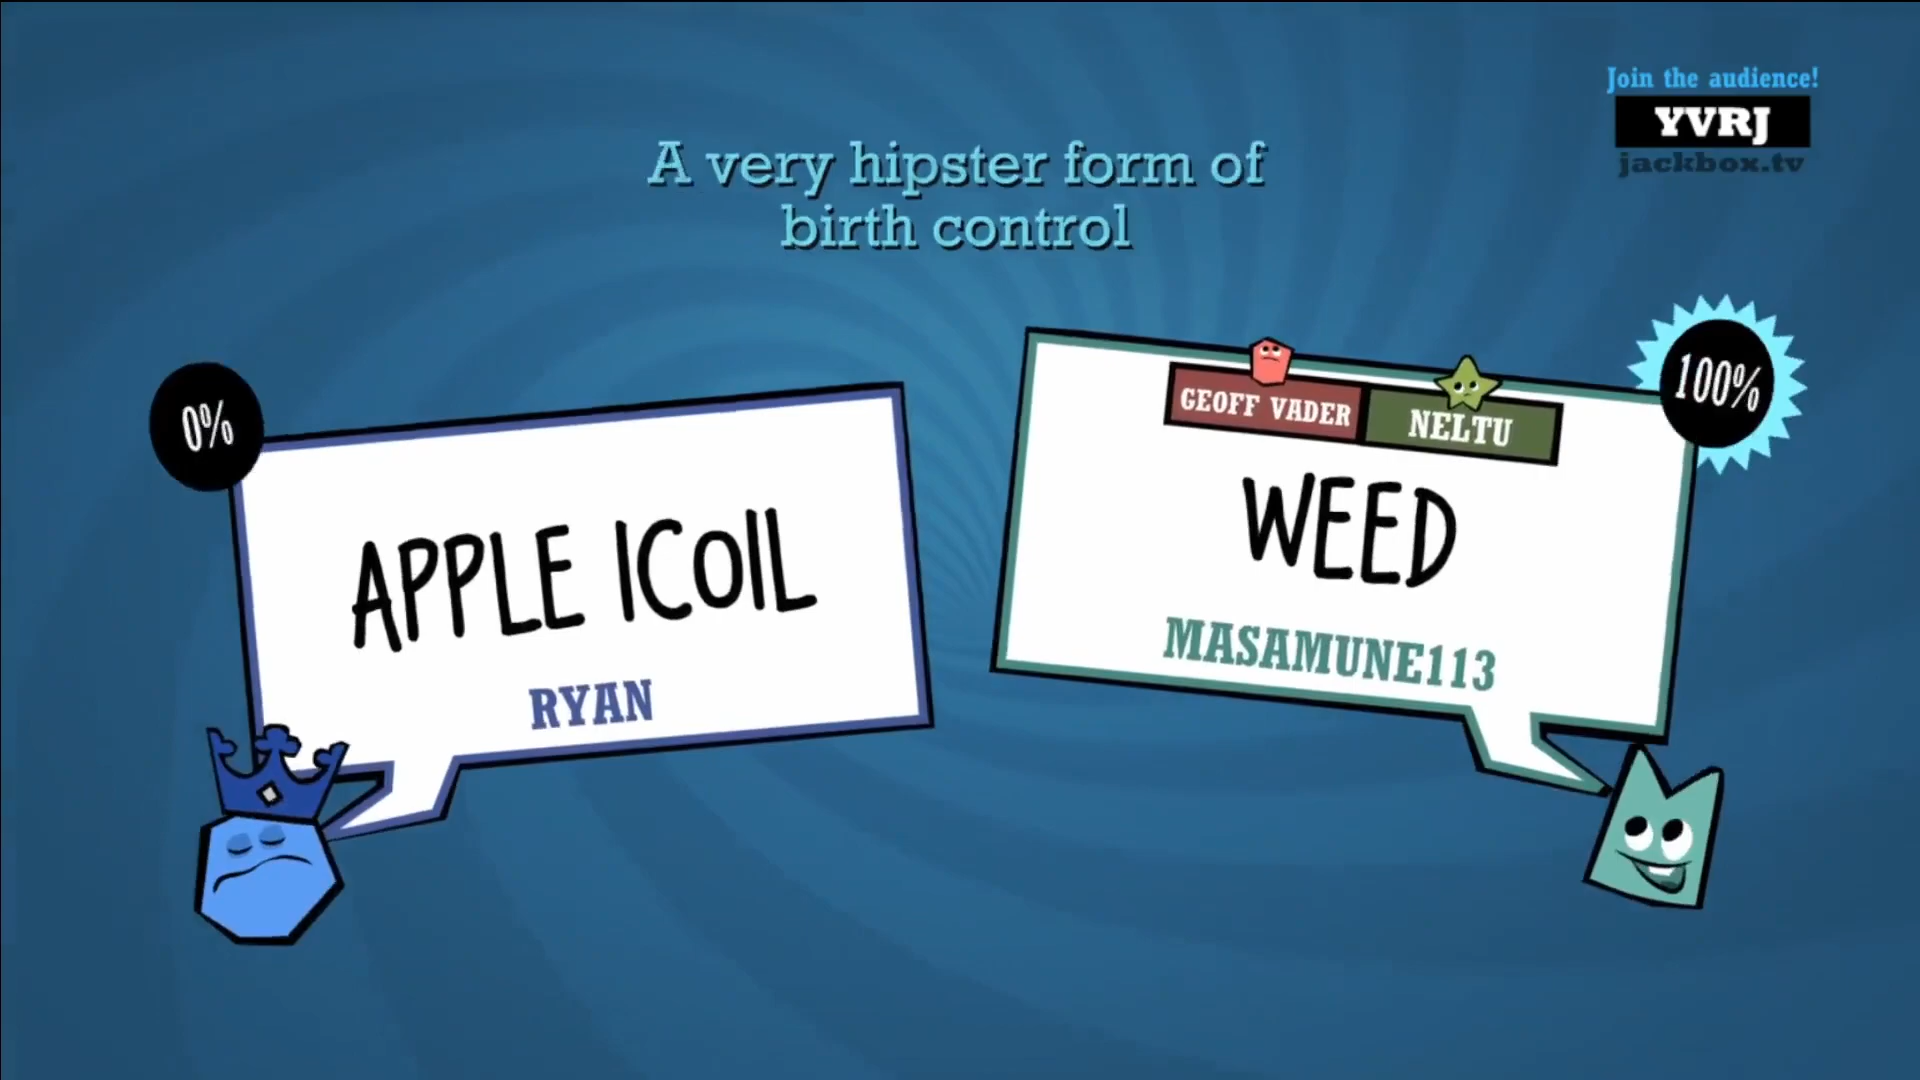 Join the audience!
YVRJ
jackbox.tv
A very hipster form of
birth control
0%
APPLE ICOIL
RYAN
100%
GEOFF VADER
NELTU
WEED
MASAMUNE113